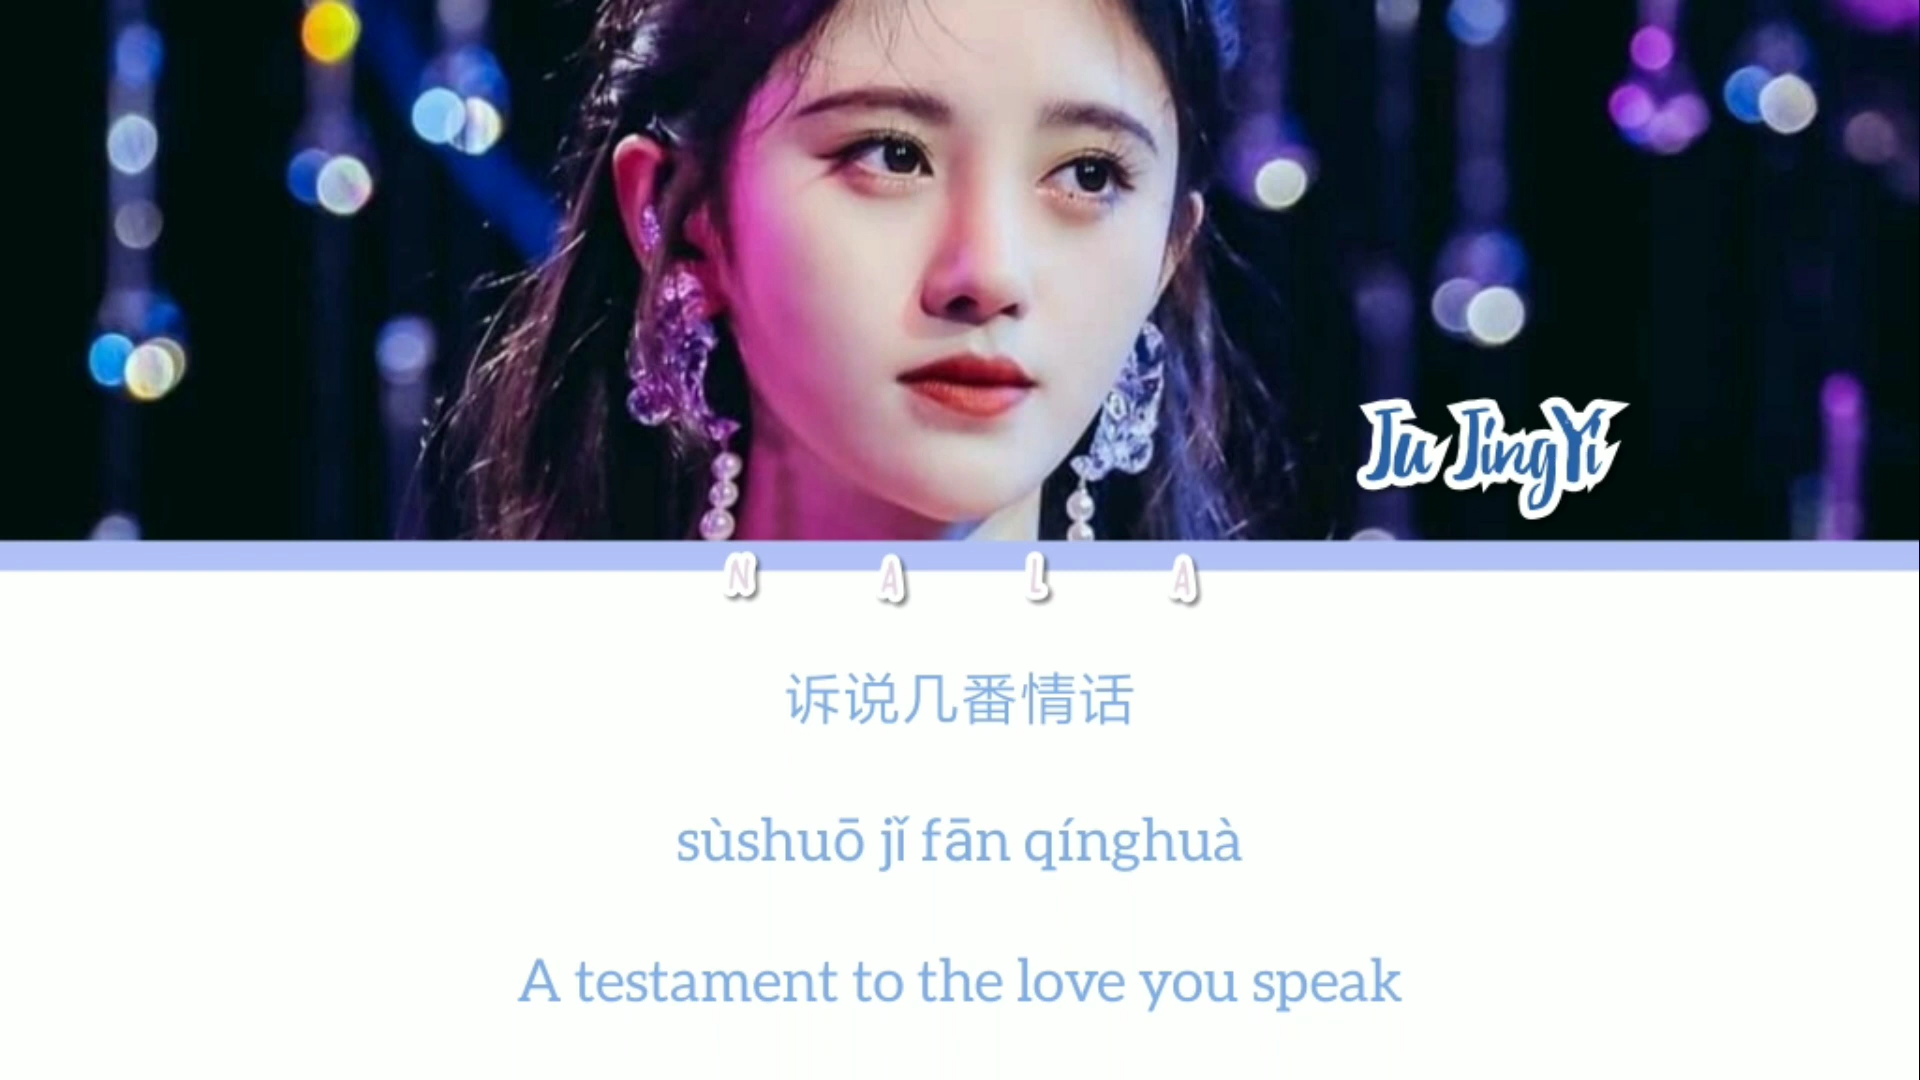 Ju JingYi
N A L A
诉说几番情话
sùshuō jǐ fān qínghuà
A testament to the love you speak